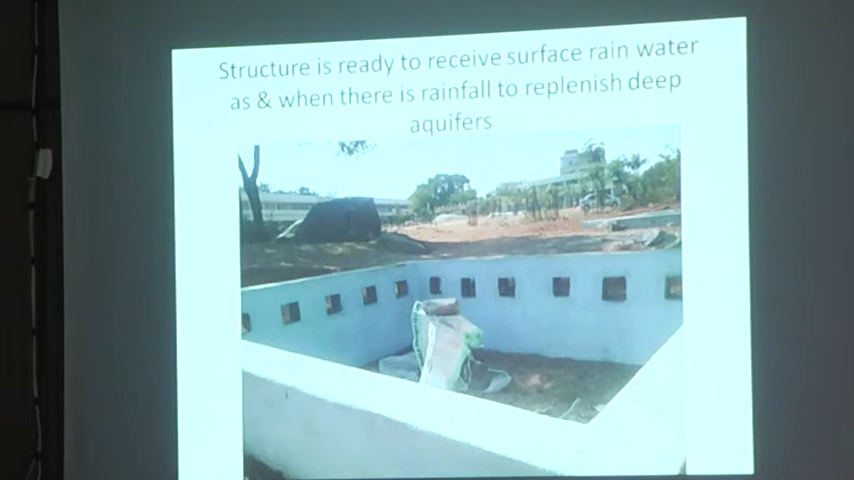 Structure is ready to receive surface rain water
as & when there is rainfall to replenish deep
aquifers